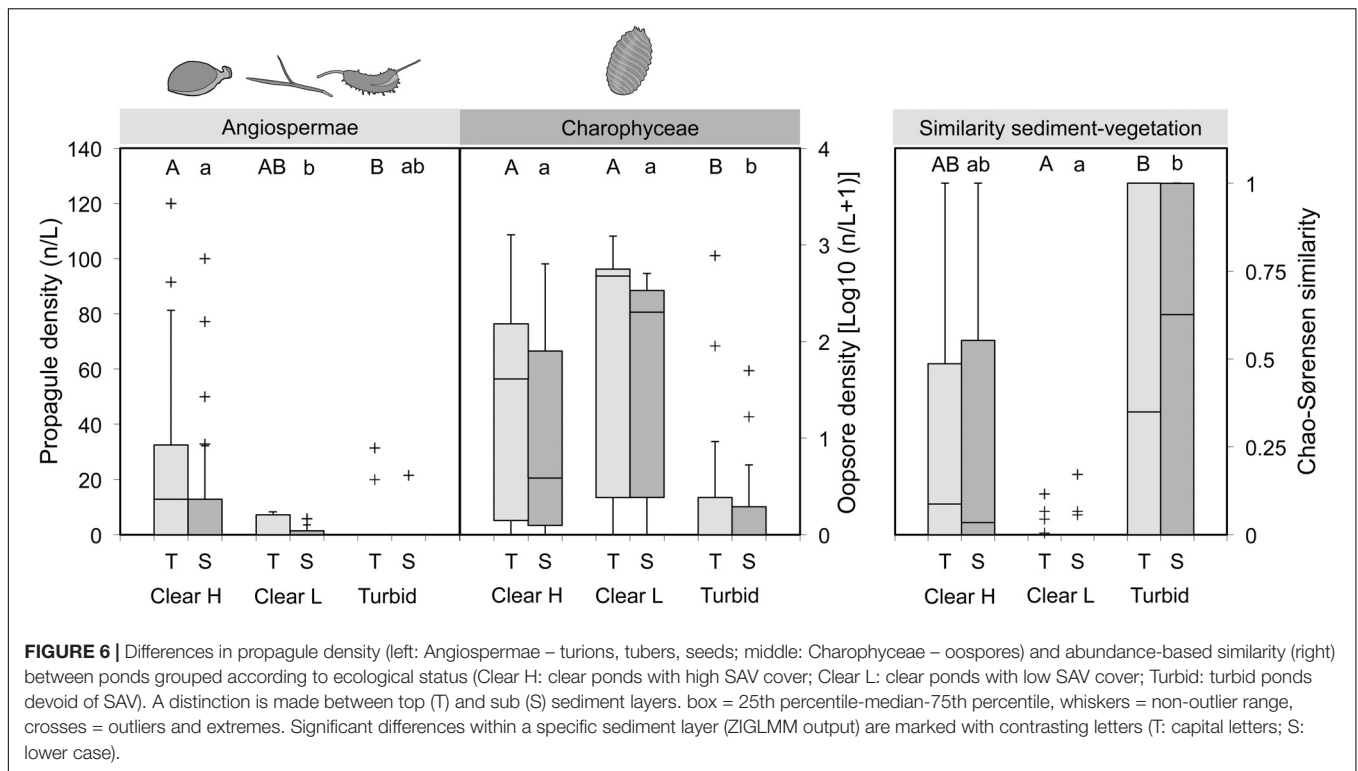 Angiospermae Charophyceae Similarity sediment-vegetation
140 A a AB b B ab A a A a B b 4 AB ab A a B b
120
100
80
60
40
20
0
Propagule density (n/L)
3
2
1
0
Oopsore density [Log10 (n/L+1)]
1
0.75
0.5
0.25
0
Chao-Sørensen similarity
T S T S T S T S T S T S T S T S T S
Clear H Clear L Turbid Clear H Clear L Turbid Clear H Clear L Turbid
FIGURE 6 | Differences in propagule density (left: Angiospermae – turions, tubers, seeds; middle: Charophyceae – oospores) and abundance-based similarity (right)
between ponds grouped according to ecological status (Clear H: clear ponds with high SAV cover; Clear L: clear ponds with low SAV cover; Turbid: turbid ponds
devoid of SAV). A distinction is made between top (T) and sub (S) sediment layers. box = 25th percentile-median-75th percentile, whiskers = non-outlier range,
crosses = outliers and extremes. Significant differences within a specific sediment layer (ZIGLMM output) are marked with contrasting letters (T: capital letters; S:
lower case).